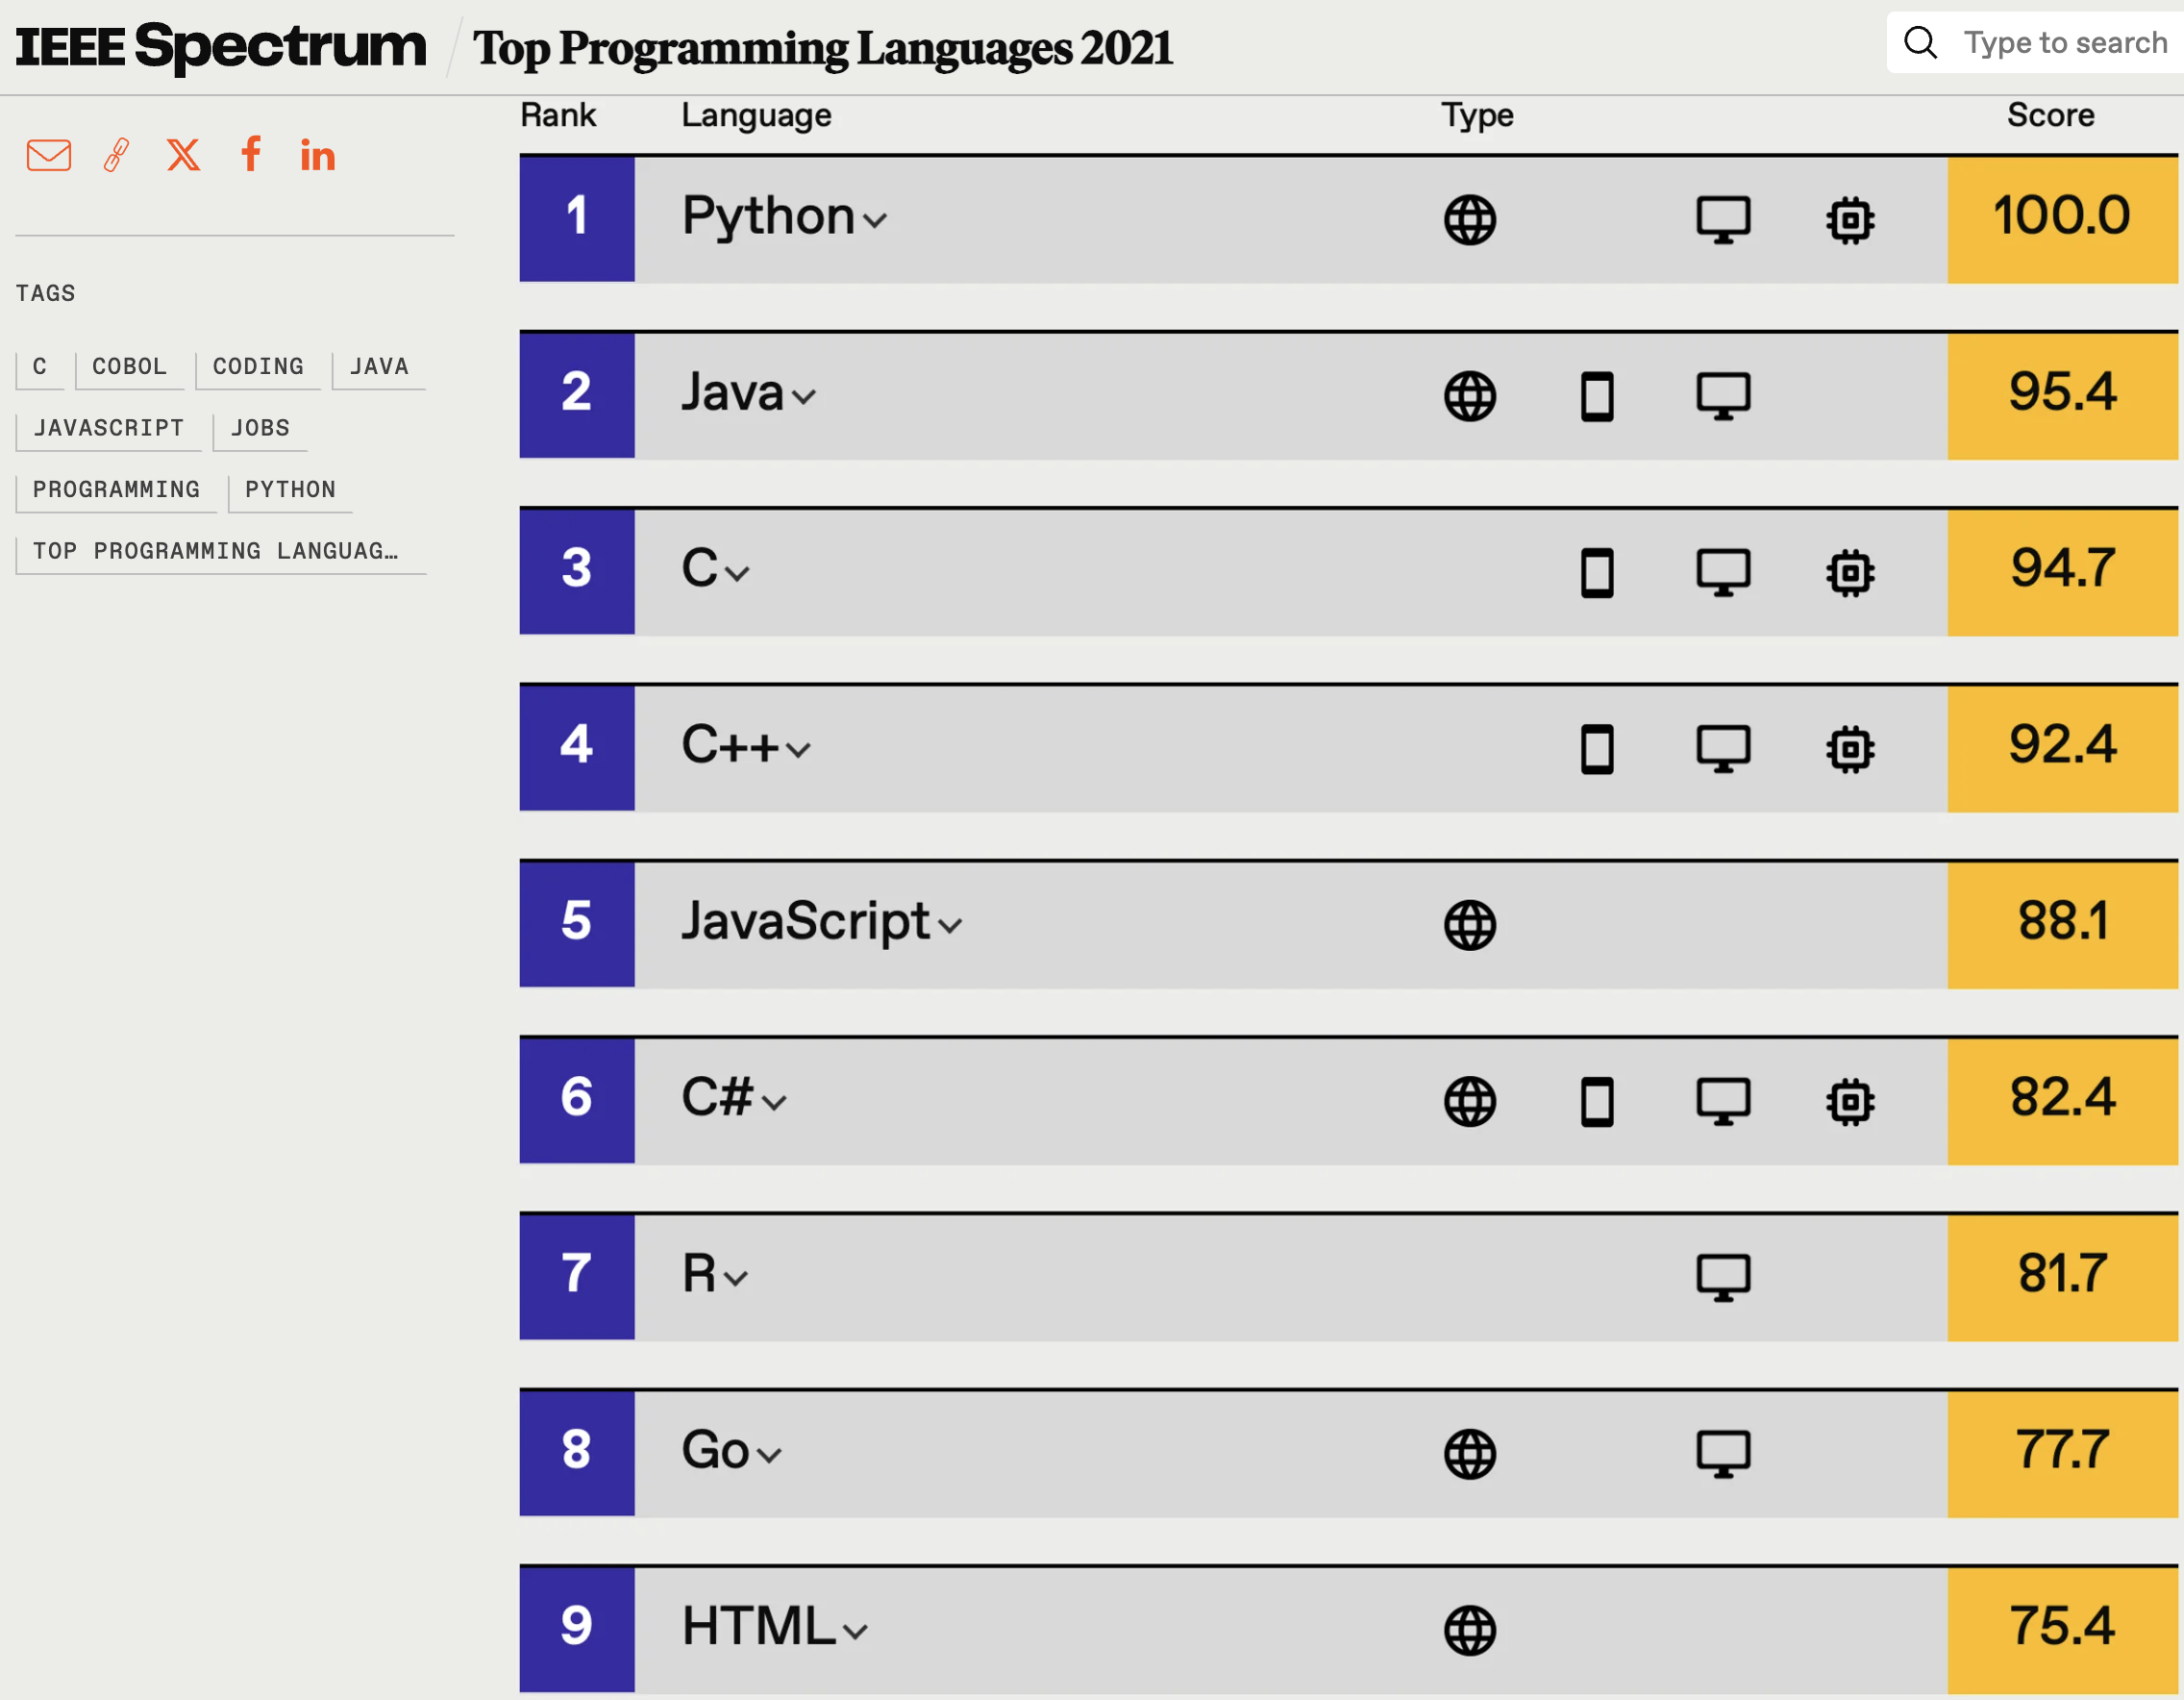 IEEE Spectrum / Top Programming Languages 2021
Type to search
TAGS
C COBOL CODING JAVA
JAVASCRIPT JOBS
PROGRAMMING PYTHON
TOP PROGRAMMING LANGUAG…
Rank Language Type Score
1 Python 100.0
2 Java 95.4
3 C 94.7
4 C++ 92.4
5 JavaScript 88.1
6 C# 82.4
7 R 81.7
8 Go 77.7
9 HTML 75.4